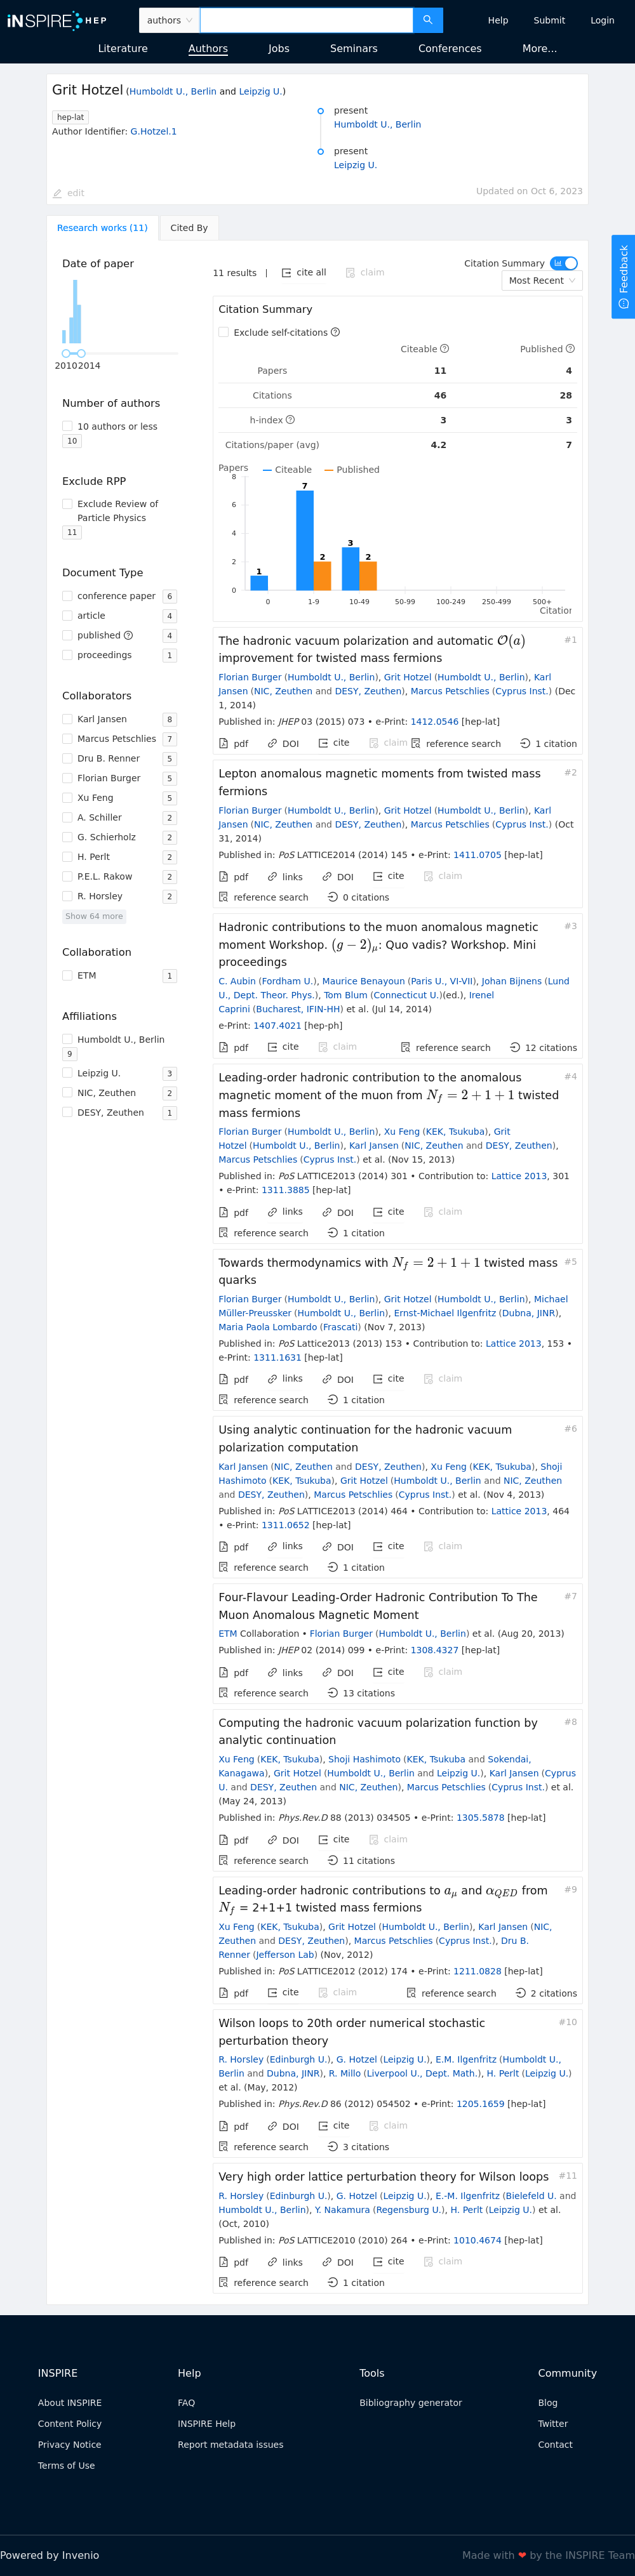 iNSPIRE HEP
authors
Help
Submit
Login
Literature
Authors
Jobs
Seminars
Conferences
More...
Grit Hotzel (Humboldt U., Berlin and Leipzig U.)
hep-lat
Author Identifier: G.Hotzel.1
present
Humboldt U., Berlin
present
Leipzig U.
edit
Updated on Oct 6, 2023
Research works (11)
Cited By
Feedback
Date of paper
2010 2014
Number of authors
10 authors or less
10
Exclude RPP
Exclude Review of
Particle Physics
11
Document Type
conference paper 6
article 4
published 4
proceedings 1
Collaborators
Karl Jansen 8
Marcus Petschlies 7
Dru B. Renner 5
Florian Burger 5
Xu Feng 5
A. Schiller 2
G. Schierholz 2
H. Perlt 2
P.E.L. Rakow 2
R. Horsley 2
Show 64 more
Collaboration
ETM 1
Affiliations
Humboldt U., Berlin
9
Leipzig U. 3
NIC, Zeuthen 2
DESY, Zeuthen 1
11 results | cite all claim
Citation Summary
Most Recent
Citation Summary
Exclude self-citations
Citeable Published
Papers 11 4
Citations 46 28
h-index 3 3
Citations/paper (avg) 4.2 7
Papers
Citeable Published
8
6
4
2
0
1
7
2
3
2
0 1-9 10-49 50-99 100-249 250-499 500+
Citation
The hadronic vacuum polarization and automatic 𝒪(a) #1
improvement for twisted mass fermions
Florian Burger (Humboldt U., Berlin), Grit Hotzel (Humboldt U., Berlin), Karl
Jansen (NIC, Zeuthen and DESY, Zeuthen), Marcus Petschlies (Cyprus Inst.) (Dec
1, 2014)
Published in: JHEP 03 (2015) 073 • e-Print: 1412.0546 [hep-lat]
pdf DOI cite claim reference search 1 citation
Lepton anomalous magnetic moments from twisted mass #2
fermions
Florian Burger (Humboldt U., Berlin), Grit Hotzel (Humboldt U., Berlin), Karl
Jansen (NIC, Zeuthen and DESY, Zeuthen), Marcus Petschlies (Cyprus Inst.) (Oct
31, 2014)
Published in: PoS LATTICE2014 (2014) 145 • e-Print: 1411.0705 [hep-lat]
pdf links DOI cite claim
reference search 0 citations
Hadronic contributions to the muon anomalous magnetic #3
moment Workshop. (g − 2)μ: Quo vadis? Workshop. Mini
proceedings
C. Aubin (Fordham U.), Maurice Benayoun (Paris U., VI-VII), Johan Bijnens (Lund
U., Dept. Theor. Phys.), Tom Blum (Connecticut U.)(ed.), Irenel
Caprini (Bucharest, IFIN-HH) et al. (Jul 14, 2014)
e-Print: 1407.4021 [hep-ph]
pdf cite claim reference search 12 citations
Leading-order hadronic contribution to the anomalous #4
magnetic moment of the muon from Nf = 2 + 1 + 1 twisted
mass fermions
Florian Burger (Humboldt U., Berlin), Xu Feng (KEK, Tsukuba), Grit
Hotzel (Humboldt U., Berlin), Karl Jansen (NIC, Zeuthen and DESY, Zeuthen),
Marcus Petschlies (Cyprus Inst.) et al. (Nov 15, 2013)
Published in: PoS LATTICE2013 (2014) 301 • Contribution to: Lattice 2013, 301
• e-Print: 1311.3885 [hep-lat]
pdf links DOI cite claim
reference search 1 citation
Towards thermodynamics with Nf = 2 + 1 + 1 twisted mass #5
quarks
Florian Burger (Humboldt U., Berlin), Grit Hotzel (Humboldt U., Berlin), Michael
Müller-Preussker (Humboldt U., Berlin), Ernst-Michael Ilgenfritz (Dubna, JINR),
Maria Paola Lombardo (Frascati) (Nov 7, 2013)
Published in: PoS Lattice2013 (2013) 153 • Contribution to: Lattice 2013, 153 •
e-Print: 1311.1631 [hep-lat]
pdf links DOI cite claim
reference search 1 citation
Using analytic continuation for the hadronic vacuum #6
polarization computation
Karl Jansen (NIC, Zeuthen and DESY, Zeuthen), Xu Feng (KEK, Tsukuba), Shoji
Hashimoto (KEK, Tsukuba), Grit Hotzel (Humboldt U., Berlin and NIC, Zeuthen
and DESY, Zeuthen), Marcus Petschlies (Cyprus Inst.) et al. (Nov 4, 2013)
Published in: PoS LATTICE2013 (2014) 464 • Contribution to: Lattice 2013, 464
• e-Print: 1311.0652 [hep-lat]
pdf links DOI cite claim
reference search 1 citation
Four-Flavour Leading-Order Hadronic Contribution To The #7
Muon Anomalous Magnetic Moment
ETM Collaboration • Florian Burger (Humboldt U., Berlin) et al. (Aug 20, 2013)
Published in: JHEP 02 (2014) 099 • e-Print: 1308.4327 [hep-lat]
pdf links DOI cite claim
reference search 13 citations
Computing the hadronic vacuum polarization function by #8
analytic continuation
Xu Feng (KEK, Tsukuba), Shoji Hashimoto (KEK, Tsukuba and Sokendai,
Kanagawa), Grit Hotzel (Humboldt U., Berlin and Leipzig U.), Karl Jansen (Cyprus
U. and DESY, Zeuthen and NIC, Zeuthen), Marcus Petschlies (Cyprus Inst.) et al.
(May 24, 2013)
Published in: Phys.Rev.D 88 (2013) 034505 • e-Print: 1305.5878 [hep-lat]
pdf DOI cite claim
reference search 11 citations
Leading-order hadronic contributions to aμ and αQED from #9
Nf = 2+1+1 twisted mass fermions
Xu Feng (KEK, Tsukuba), Grit Hotzel (Humboldt U., Berlin), Karl Jansen (NIC,
Zeuthen and DESY, Zeuthen), Marcus Petschlies (Cyprus Inst.), Dru B.
Renner (Jefferson Lab) (Nov, 2012)
Published in: PoS LATTICE2012 (2012) 174 • e-Print: 1211.0828 [hep-lat]
pdf cite claim reference search 2 citations
Wilson loops to 20th order numerical stochastic #10
perturbation theory
R. Horsley (Edinburgh U.), G. Hotzel (Leipzig U.), E.M. Ilgenfritz (Humboldt U.,
Berlin and Dubna, JINR), R. Millo (Liverpool U., Dept. Math.), H. Perlt (Leipzig U.)
et al. (May, 2012)
Published in: Phys.Rev.D 86 (2012) 054502 • e-Print: 1205.1659 [hep-lat]
pdf DOI cite claim
reference search 3 citations
Very high order lattice perturbation theory for Wilson loops #11
R. Horsley (Edinburgh U.), G. Hotzel (Leipzig U.), E.-M. Ilgenfritz (Bielefeld U. and
Humboldt U., Berlin), Y. Nakamura (Regensburg U.), H. Perlt (Leipzig U.) et al.
(Oct, 2010)
Published in: PoS LATTICE2010 (2010) 264 • e-Print: 1010.4674 [hep-lat]
pdf links DOI cite claim
reference search 1 citation
INSPIRE
About INSPIRE
Content Policy
Privacy Notice
Terms of Use
Help
FAQ
INSPIRE Help
Report metadata issues
Tools
Bibliography generator
Community
Blog
Twitter
Contact
Powered by Invenio
Made with ❤ by the INSPIRE Team